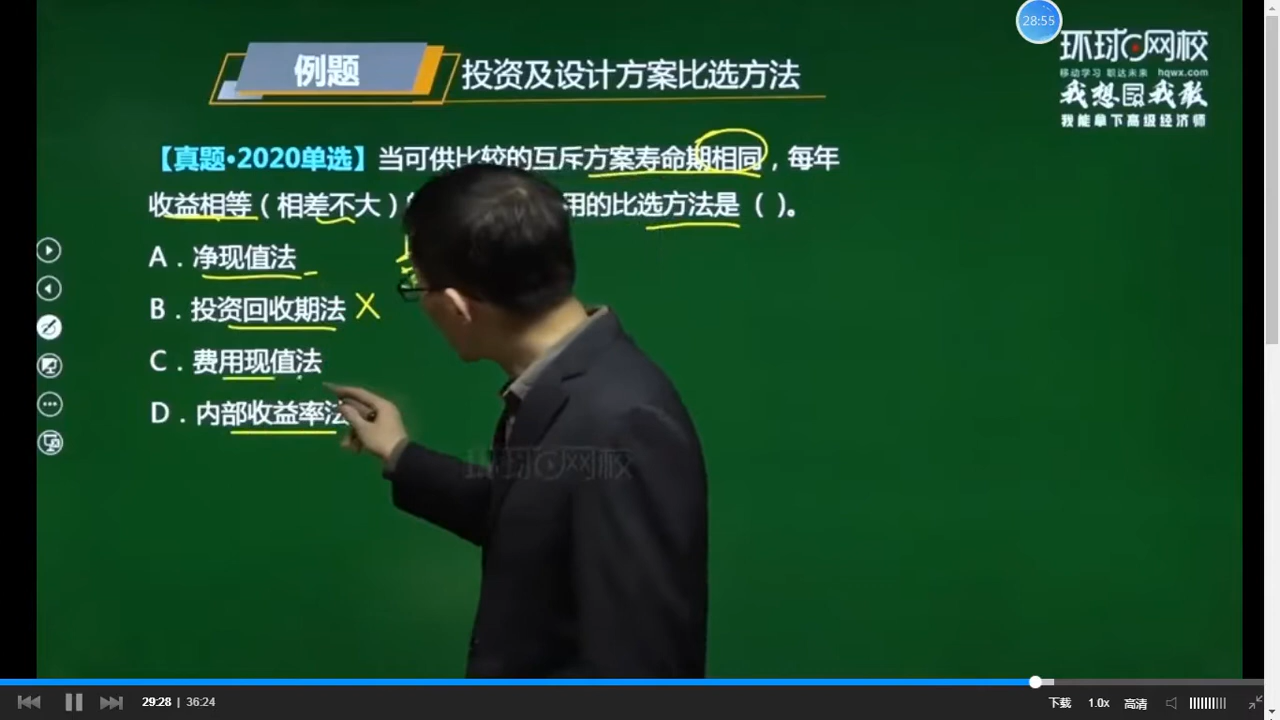 28:55
环球网校
移动学习 职达未来 hqwx.com
我想 我敢
我能拿下高级经济师
例题
投资及设计方案比选方法
【真题·2020单选】当可供比较的互斥方案寿命期相同，每年
收益相等（相差不大）用的比选方法是（ ）。
A．净现值法
B．投资回收期法 X
C．费用现值法
D．内部收益率法
环球网校
29:28 | 36:24
下载 1.0x 高清